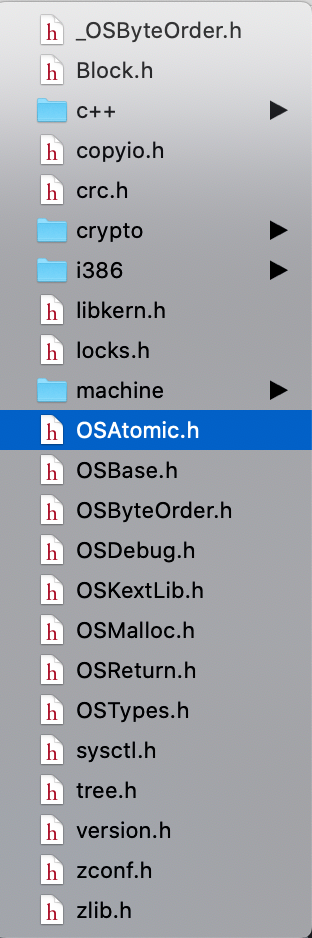 _OSByteOrder.h
Block.h
c++
copyio.h
crc.h
crypto
i386
libkern.h
locks.h
machine
OSAtomic.h
OSBase.h
OSByteOrder.h
OSDebug.h
OSKextLib.h
OSMalloc.h
OSReturn.h
OSTypes.h
sysctl.h
tree.h
version.h
zconf.h
zlib.h